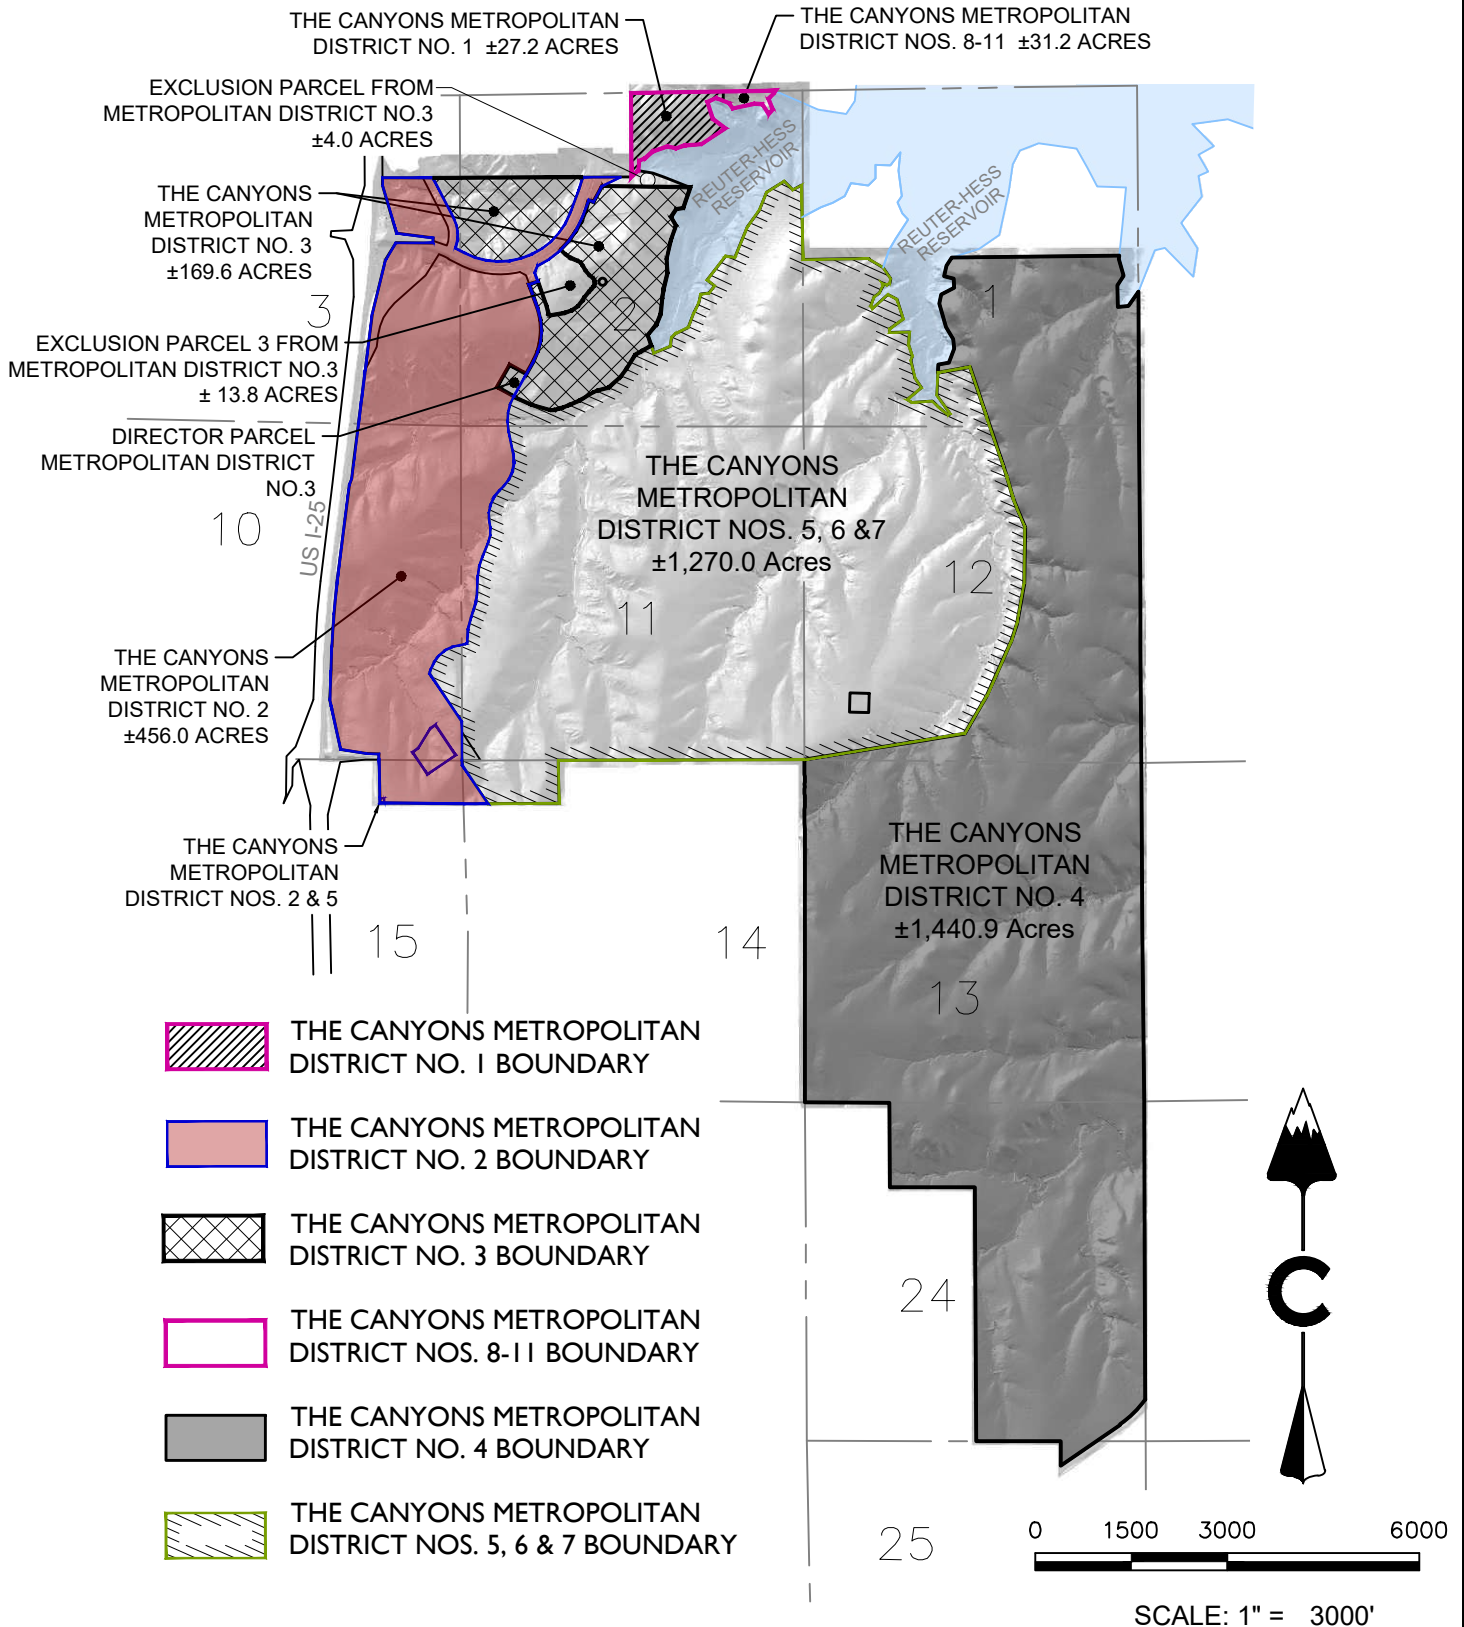 THE CANYONS METROPOLITAN
DISTRICT NO. 1 ±27.2 ACRES
THE CANYONS METROPOLITAN
DISTRICT NOS. 8-11 ±31.2 ACRES
EXCLUSION PARCEL FROM
METROPOLITAN DISTRICT NO.3
±4.0 ACRES
THE CANYONS
METROPOLITAN
DISTRICT NO. 3
±169.6 ACRES
REUTER-HESS
RESERVOIR
REUTER-HESS
RESERVOIR
3
2
1
EXCLUSION PARCEL 3 FROM
METROPOLITAN DISTRICT NO.3
± 13.8 ACRES
DIRECTOR PARCEL
METROPOLITAN DISTRICT
NO.3
10
US I-25
THE CANYONS
METROPOLITAN
DISTRICT NOS. 5, 6 &7
±1,270.0 Acres
12
11
THE CANYONS
METROPOLITAN
DISTRICT NO. 2
±456.0 ACRES
THE CANYONS
METROPOLITAN
DISTRICT NOS. 2 & 5
THE CANYONS
METROPOLITAN
DISTRICT NO. 4
±1,440.9 Acres
15
14
13
24
25
THE CANYONS METROPOLITAN
DISTRICT NO. 1 BOUNDARY
THE CANYONS METROPOLITAN
DISTRICT NO. 2 BOUNDARY
THE CANYONS METROPOLITAN
DISTRICT NO. 3 BOUNDARY
THE CANYONS METROPOLITAN
DISTRICT NOS. 8-11 BOUNDARY
THE CANYONS METROPOLITAN
DISTRICT NO. 4 BOUNDARY
THE CANYONS METROPOLITAN
DISTRICT NOS. 5, 6 & 7 BOUNDARY
C
0 1500 3000 6000
SCALE: 1" = 3000'